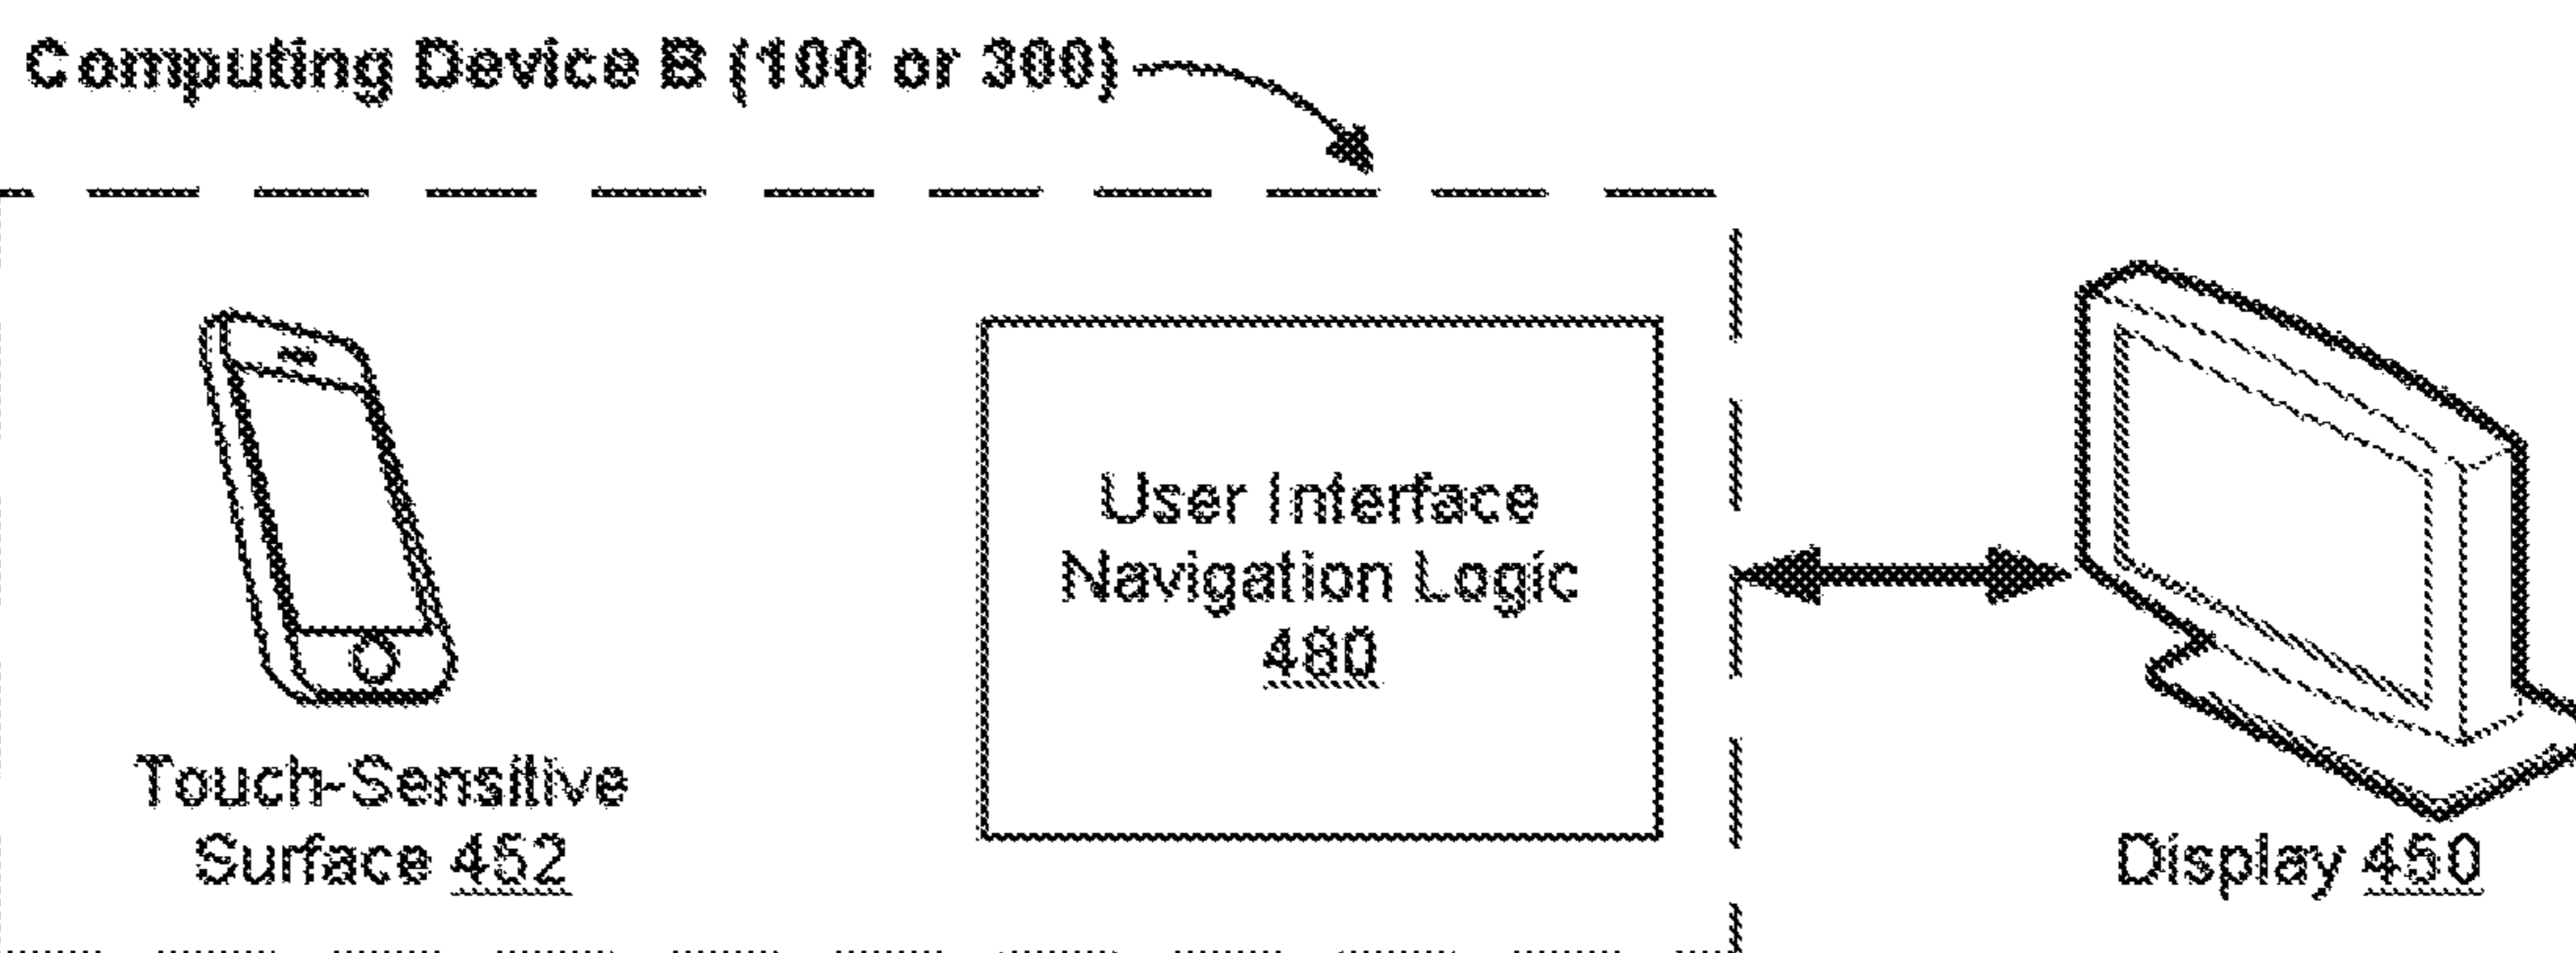 Computing Device B (100 or 300)
User Interface
Navigation Logic
480
Touch-Sensitive
Surface 452
Display 450